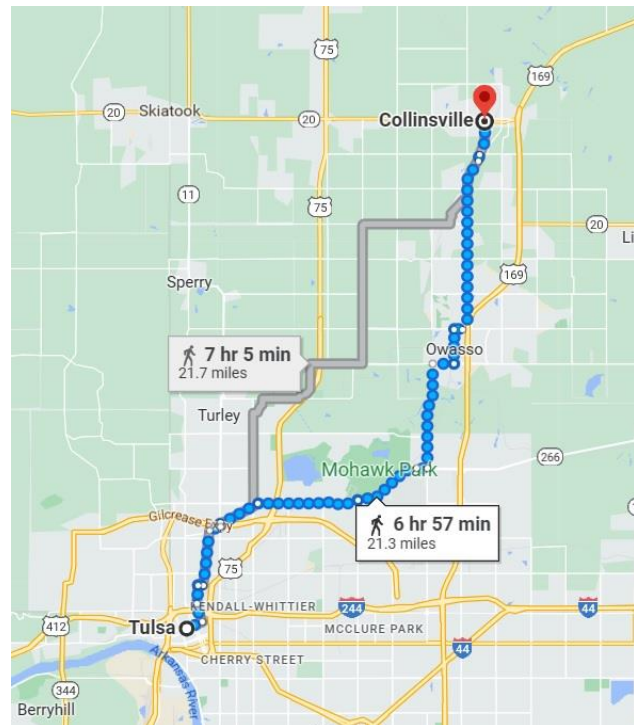 75
169
Collinsville
20
Skiatook
20
11
75
20
Li
169
Sperry
7 hr 5 min
21.7 miles
Owasso
Turley
266
Mohawk Park
Gilcrease Expy
6 hr 57 min
21.3 miles
75
KENDALL-WHITTIER
244
44
412
Tulsa
MCCLURE PARK
44
CHERRY STREET
Arkansas River
344
Berryhill